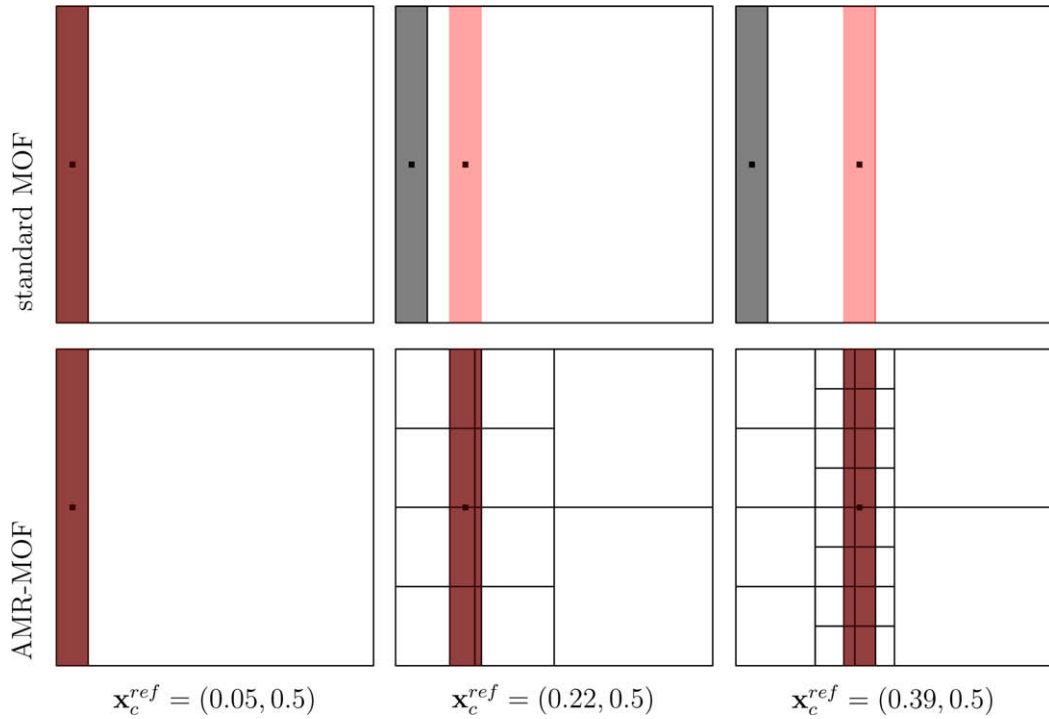 standard MOF
AMR-MOF
x_c^{ref} = (0.05, 0.5)
x_c^{ref} = (0.22, 0.5)
x_c^{ref} = (0.39, 0.5)